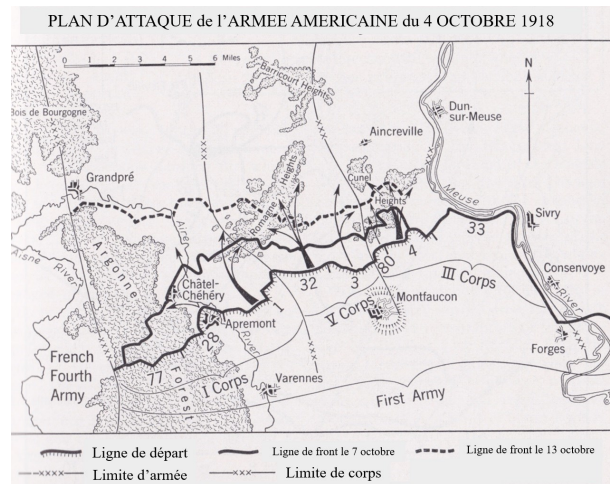 PLAN D'ATTAQUE de l'ARMEE AMERICAINE du 4 OCTOBRE 1918
0 1 2 3 4 5 6 Miles
N
Barricourt Heights
Bois de Bourgogne
Dun-
sur-Meuse
Aincreville
Grandpré
Cunel
Heights
Romagne Heights
Meuse
River
Sivry
33
Aire
River
Aisne River
Argonne
Forest
Châtel-
Chéhéry
32
3
80
4
III Corps
Consenvoye
Montfaucon
V Corps
1
Apremont
28
77
French
Fourth
Army
I Corps
Varennes
First Army
Forges
Ligne de départ
Ligne de front le 7 octobre
Ligne de front le 13 octobre
xxxx
Limite d'armée
xxx
Limite de corps